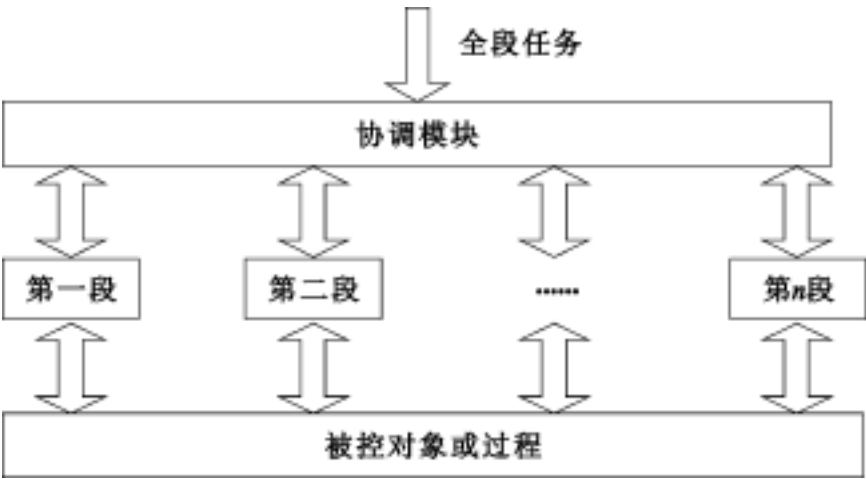 全段任务
协调模块
第一段
第二段
……
第n段
被控对象或过程